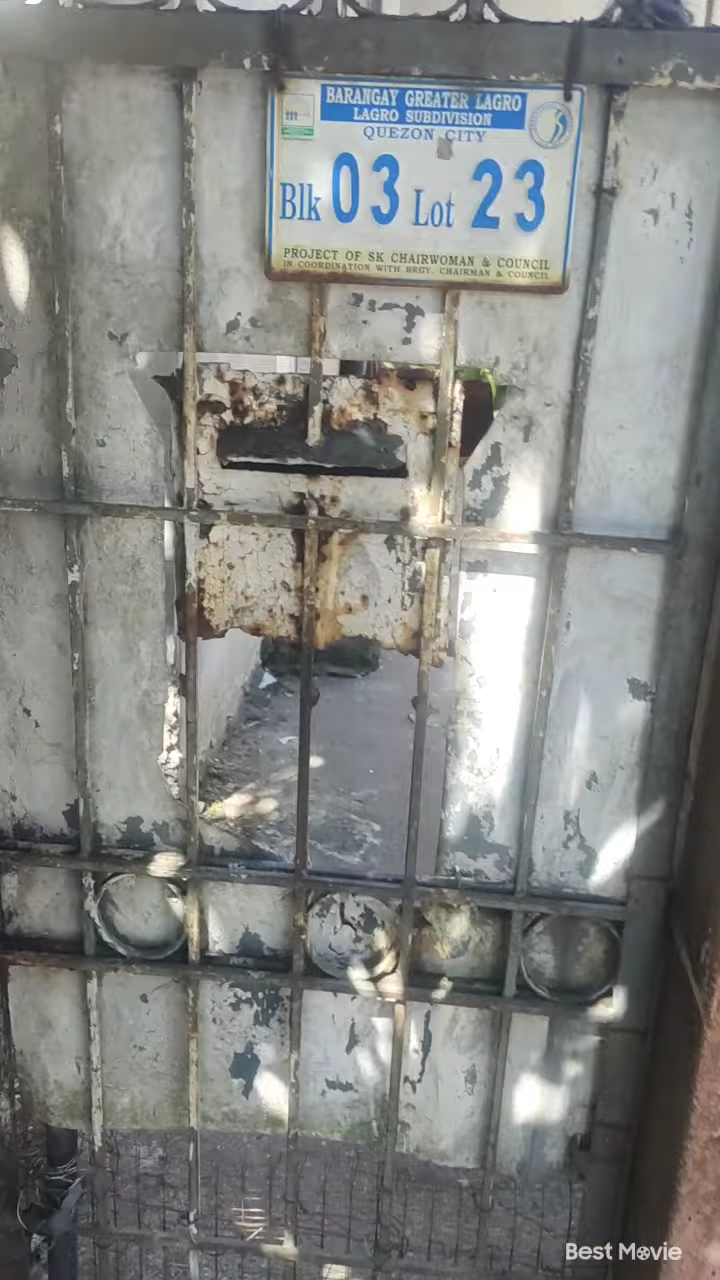 BARANGAY GREATER LAGRO
LAGRO SUBDIVISION
QUEZON CITY
Blk 03 Lot 23
PROJECT OF SK CHAIRWOMAN & COUNCIL
IN COORDINATION WITH BRGY. CHAIRMAN & COUNCIL
Best Movie